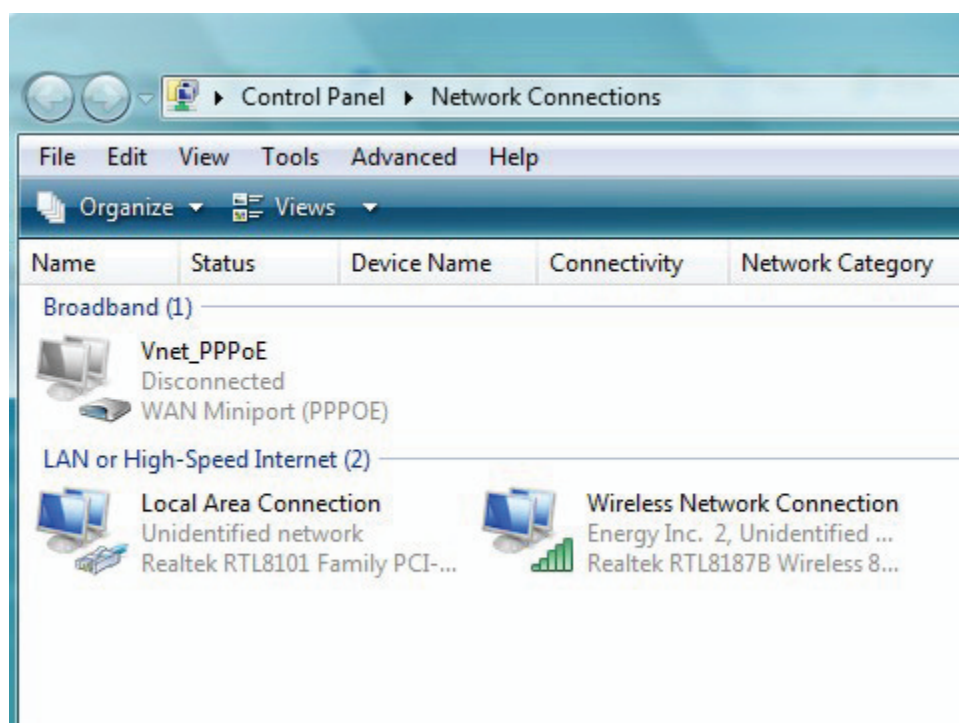 Control Panel Network Connections
File Edit View Tools Advanced Help
Organize Views
Name Status Device Name Connectivity Network Category
Broadband (1)
Vnet_PPPoE
Disconnected
WAN Miniport (PPPOE)
LAN or High-Speed Internet (2)
Local Area Connection
Unidentified network
Realtek RTL8101 Family PCI-...
Wireless Network Connection
Energy Inc. 2, Unidentified ...
Realtek RTL8187B Wireless 8...